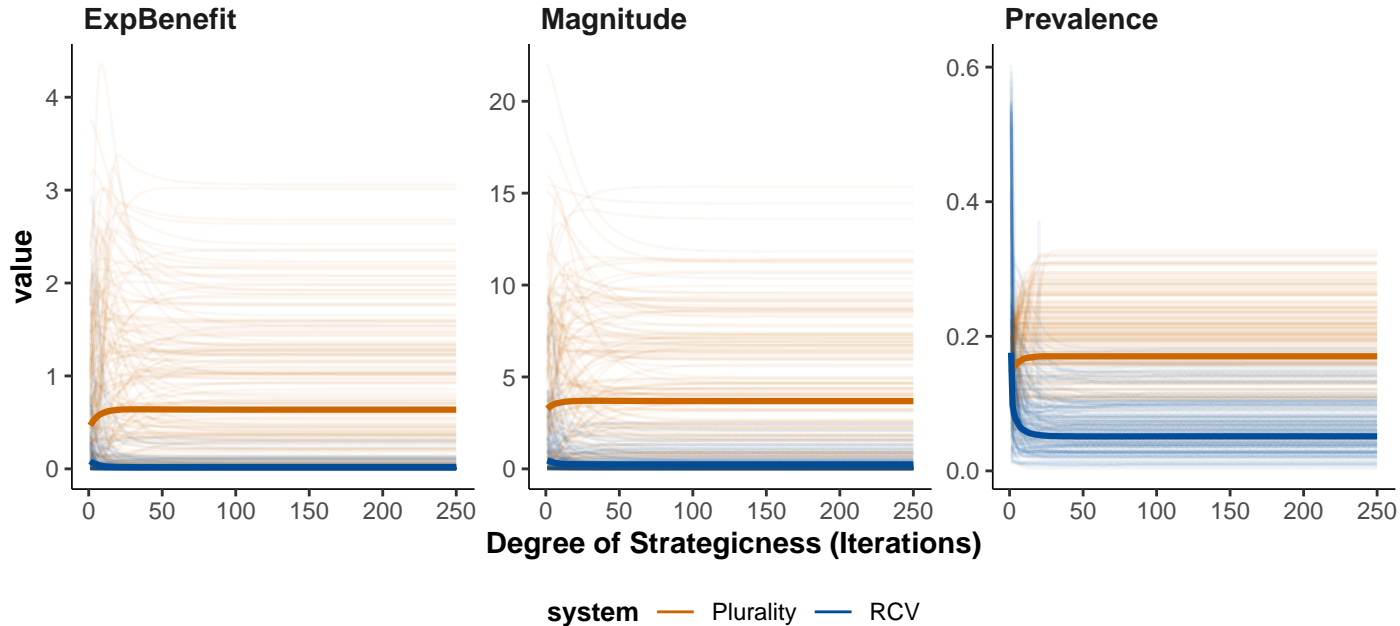 ExpBenefit
Magnitude
Prevalence
value
4
3
2
1
0
20
15
10
5
0
0.6
0.4
0.2
0.0
0 50 100 150 200 250
0 50 100 150 200 250
0 50 100 150 200 250
Degree of Strategicness (Iterations)
system Plurality RCV